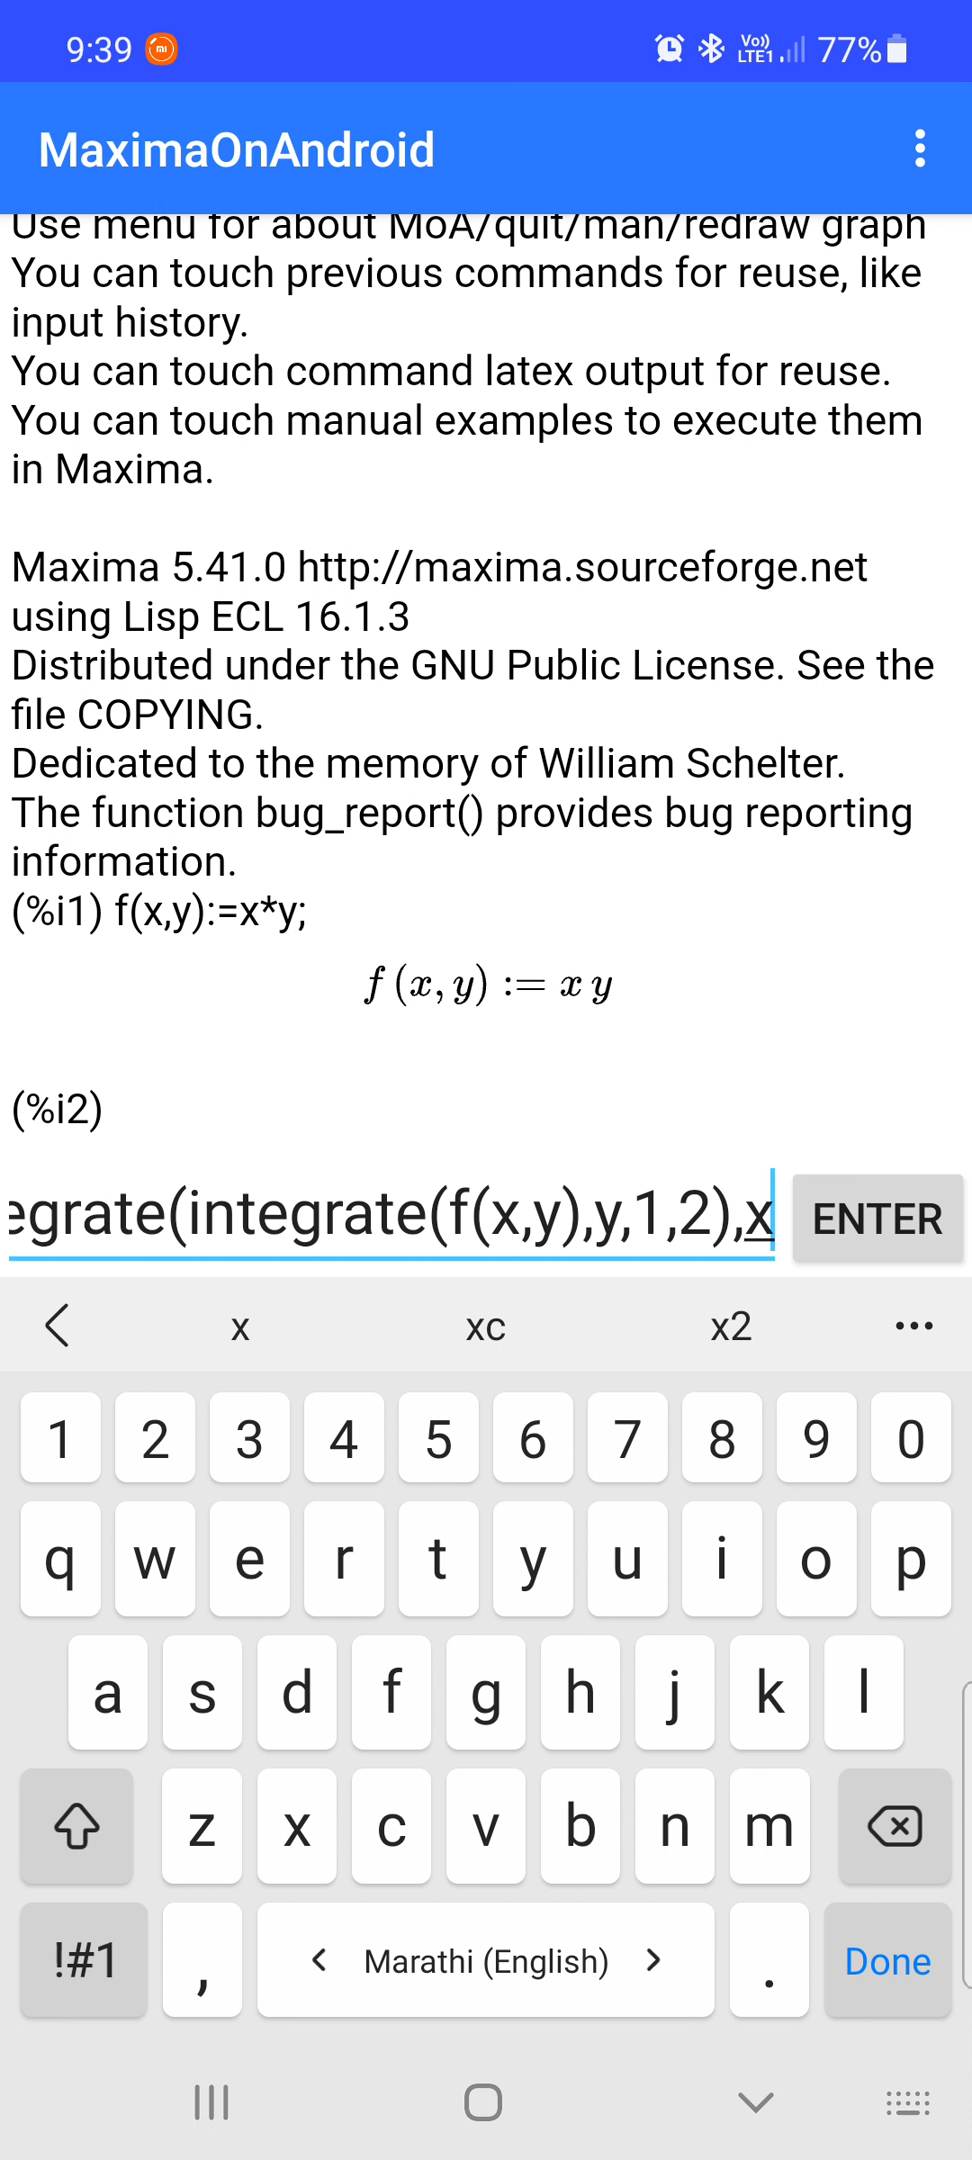 9:39 mi Vo)) LTE1 77%
MaximaOnAndroid
Use menu for about MoA/quit/man/redraw graph
You can touch previous commands for reuse, like
input history.
You can touch command latex output for reuse.
You can touch manual examples to execute them
in Maxima.
Maxima 5.41.0 http://maxima.sourceforge.net
using Lisp ECL 16.1.3
Distributed under the GNU Public License. See the
file COPYING.
Dedicated to the memory of William Schelter.
The function bug_report() provides bug reporting
information.
(%i1) f(x,y):=x*y;
f (x, y) := x y
(%i2)
egrate(integrate(f(x,y),y,1,2),x ENTER
x xc x2 ...
1 2 3 4 5 6 7 8 9 0
q w e r t y u i o p
a s d f g h j k l
z x c v b n m
!#1 , < Marathi (English) > . Done